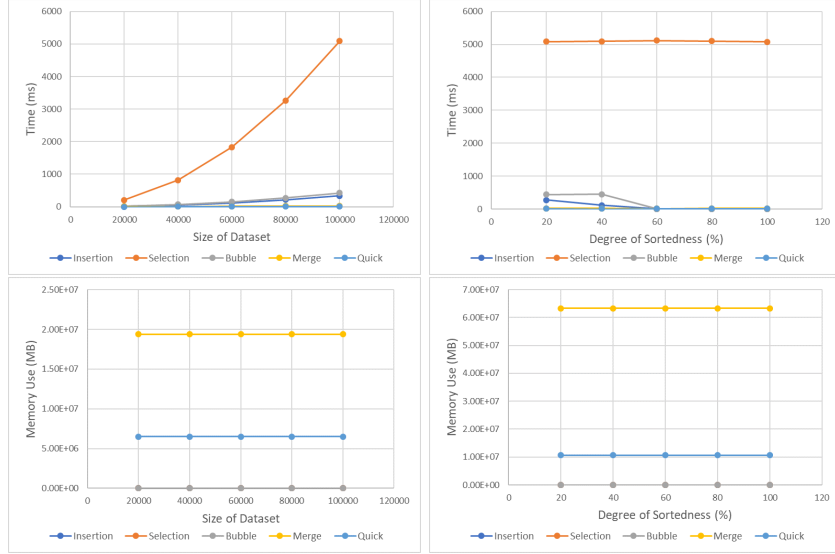 6000
5000
4000
3000
2000
1000
0
Time (ms)
0 20000 40000 60000 80000 100000 120000
Size of Dataset
Insertion Selection Bubble Merge Quick
6000
5000
4000
3000
2000
1000
0
Time (ms)
0 20 40 60 80 100 120
Degree of Sortedness (%)
Insertion Selection Bubble Merge Quick
2.50E+07
2.00E+07
1.50E+07
1.00E+07
5.00E+06
0.00E+00
Memory Use (MB)
0 20000 40000 60000 80000 100000 120000
Size of Dataset
Insertion Selection Bubble Merge Quick
7.00E+07
6.00E+07
5.00E+07
4.00E+07
3.00E+07
2.00E+07
1.00E+07
0.00E+00
Memory Use (MB)
0 20 40 60 80 100 120
Degree of Sortedness (%)
Insertion Selection Bubble Merge Quick